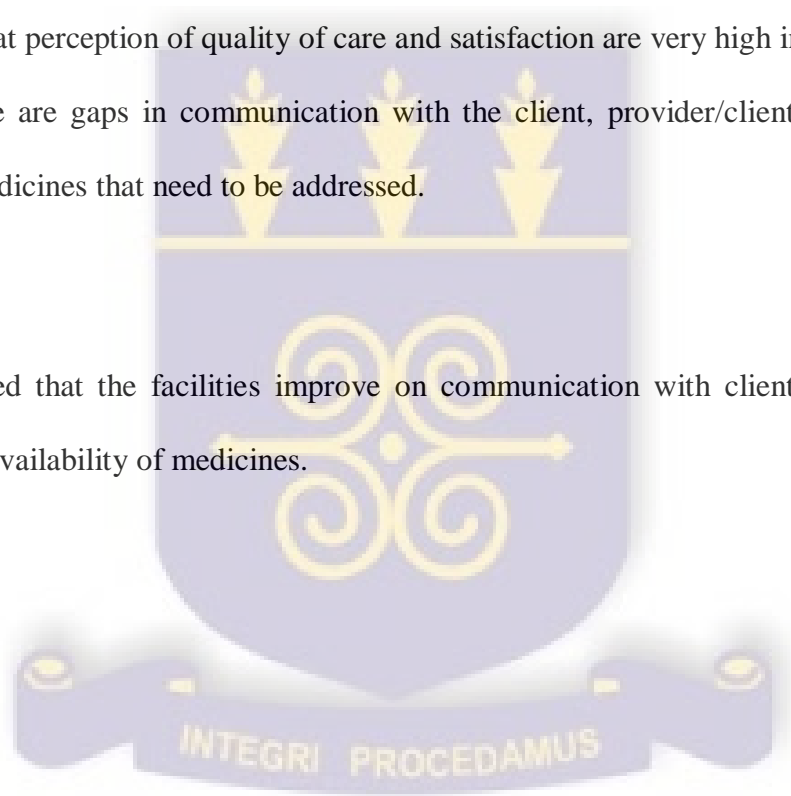 at perception of quality of care and satisfaction are very high in
e are gaps in communication with the client, provider/client
dicines that need to be addressed.
ed that the facilities improve on communication with client
vailability of medicines.
INTEGRI PROCEDAMUS